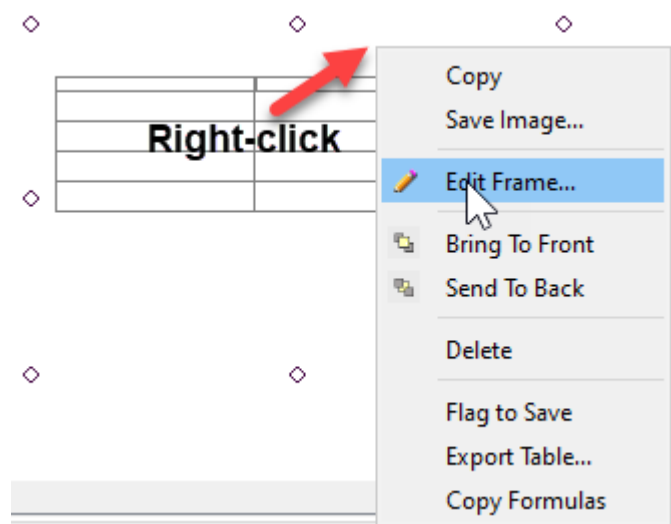 Right-click
Copy
Save Image...
Edit Frame...
Bring To Front
Send To Back
Delete
Flag to Save
Export Table...
Copy Formulas